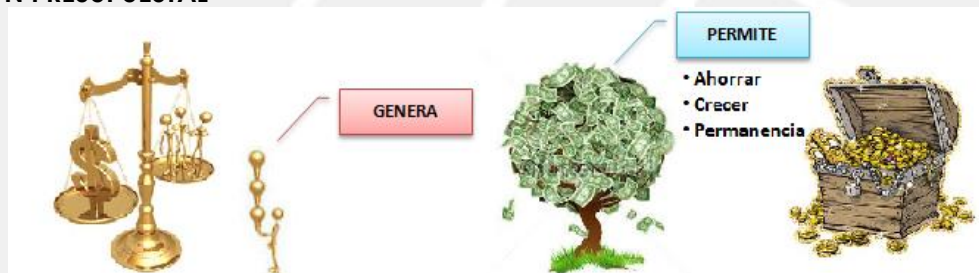 GENERA
PERMITE
• Ahorrar
• Crecer
• Permanencia